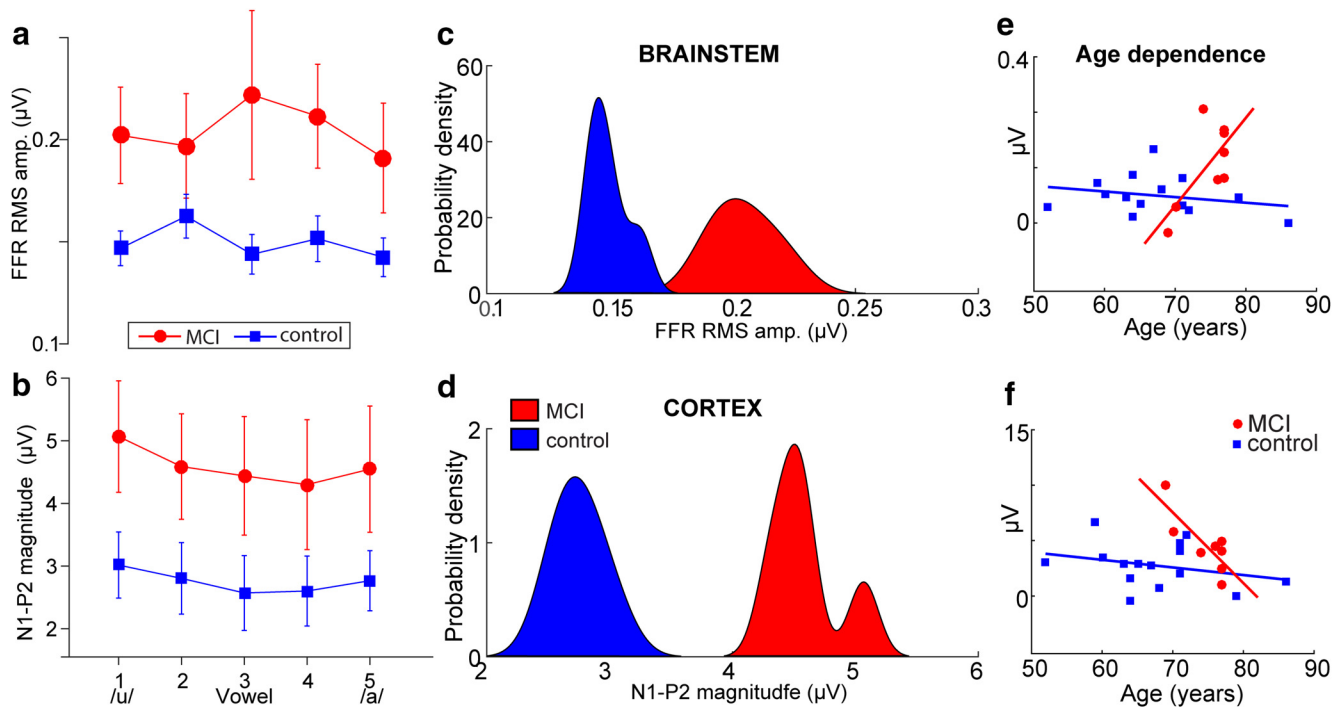 a
FFR RMS amp. (μV)
0.2
0.1
MCI
control
b
N1-P2 magnitude (μV)
6
5
4
3
2
1 2 3 4 5
/u/ Vowel /a/
c
BRAINSTEM
Probability density
60
40
20
0
0.1 0.15 0.2 0.25 0.3
FFR RMS amp. (μV)
d
CORTEX
MCI
control
Probability density
2
1
0
2 3 4 5 6
N1-P2 magnitudfe (μV)
e
Age dependence
0.4
μV
0
50 60 70 80 90
Age (years)
f
MCI
control
15
μV
0
50 60 70 80 90
Age (years)